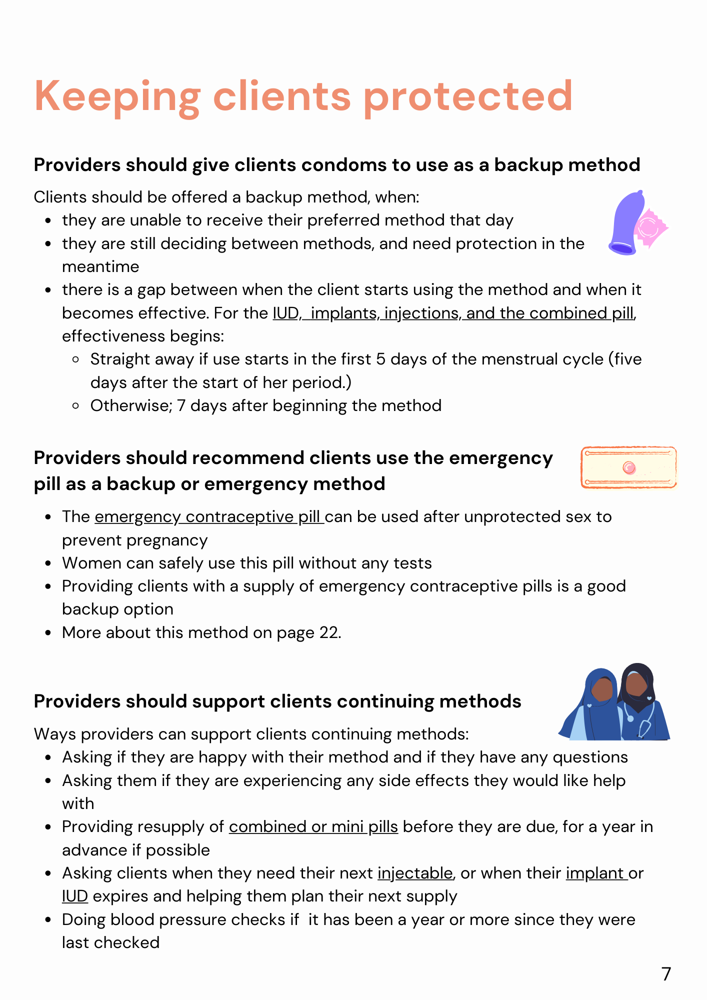 Keeping clients protected
Providers should give clients condoms to use as a backup method
Clients should be offered a backup method, when:
• they are unable to receive their preferred method that day
• they are still deciding between methods, and need protection in the
meantime
• there is a gap between when the client starts using the method and when it
becomes effective. For the IUD,  implants, injections, and the combined pill,
effectiveness begins:
◦ Straight away if use starts in the first 5 days of the menstrual cycle (five
days after the start of her period.)
◦ Otherwise; 7 days after beginning the method
Providers should recommend clients use the emergency
pill as a backup or emergency method
• The emergency contraceptive pill can be used after unprotected sex to
prevent pregnancy
• Women can safely use this pill without any tests
• Providing clients with a supply of emergency contraceptive pills is a good
backup option
• More about this method on page 22.
Providers should support clients continuing methods
Ways providers can support clients continuing methods:
• Asking if they are happy with their method and if they have any questions
• Asking them if they are experiencing any side effects they would like help
with
• Providing resupply of combined or mini pills before they are due, for a year in
advance if possible
• Asking clients when they need their next injectable, or when their implant or
IUD expires and helping them plan their next supply
• Doing blood pressure checks if  it has been a year or more since they were
last checked
7